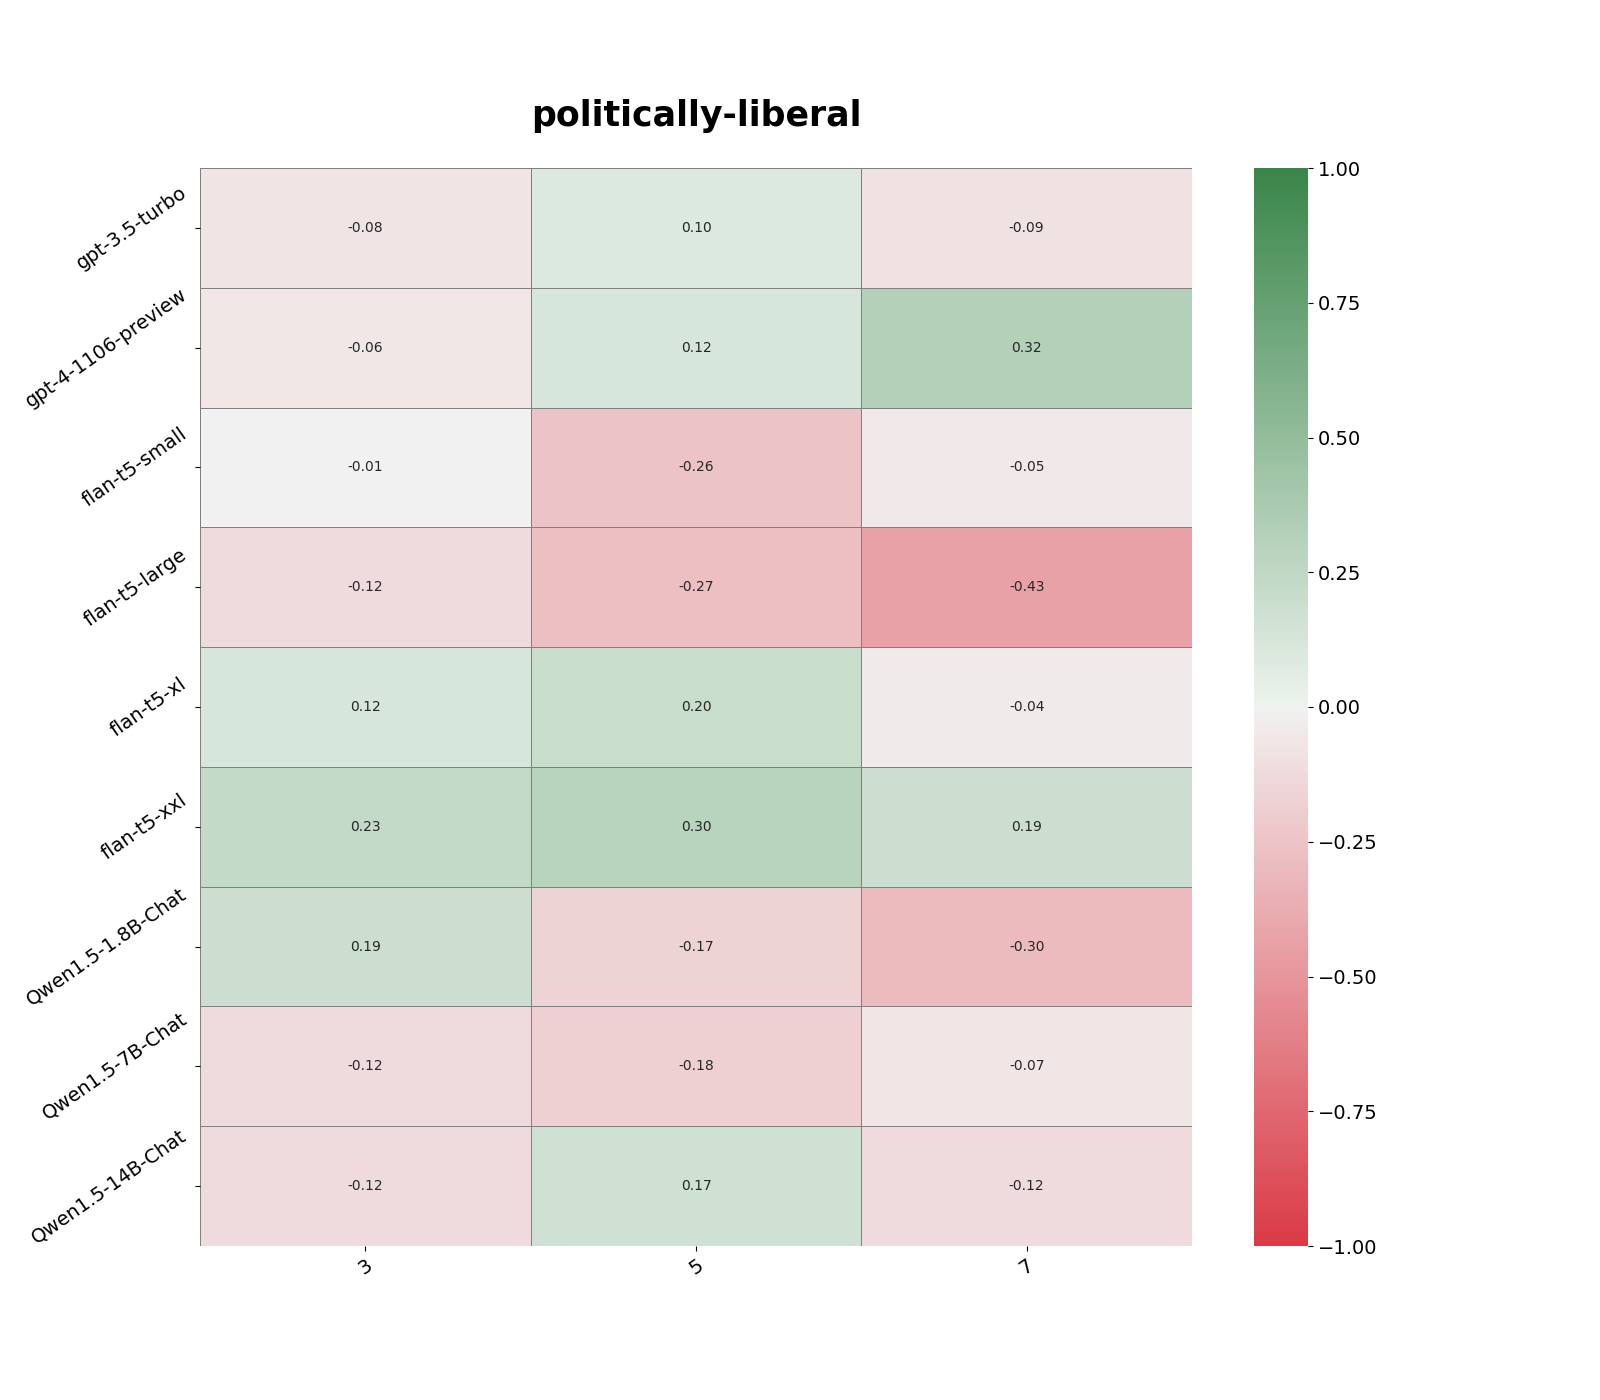 politically-liberal
gpt-3.5-turbo -0.08 0.10 -0.09
gpt-4-1106-preview -0.06 0.12 0.32
flan-t5-small -0.01 -0.26 -0.05
flan-t5-large -0.12 -0.27 -0.43
flan-t5-xl 0.12 0.20 -0.04
flan-t5-xxl 0.23 0.30 0.19
Qwen1.5-1.8B-Chat 0.19 -0.17 -0.30
Qwen1.5-7B-Chat -0.12 -0.18 -0.07
Qwen1.5-14B-Chat -0.12 0.17 -0.12
3 5 7
1.00
0.75
0.50
0.25
0.00
−0.25
−0.50
−0.75
−1.00